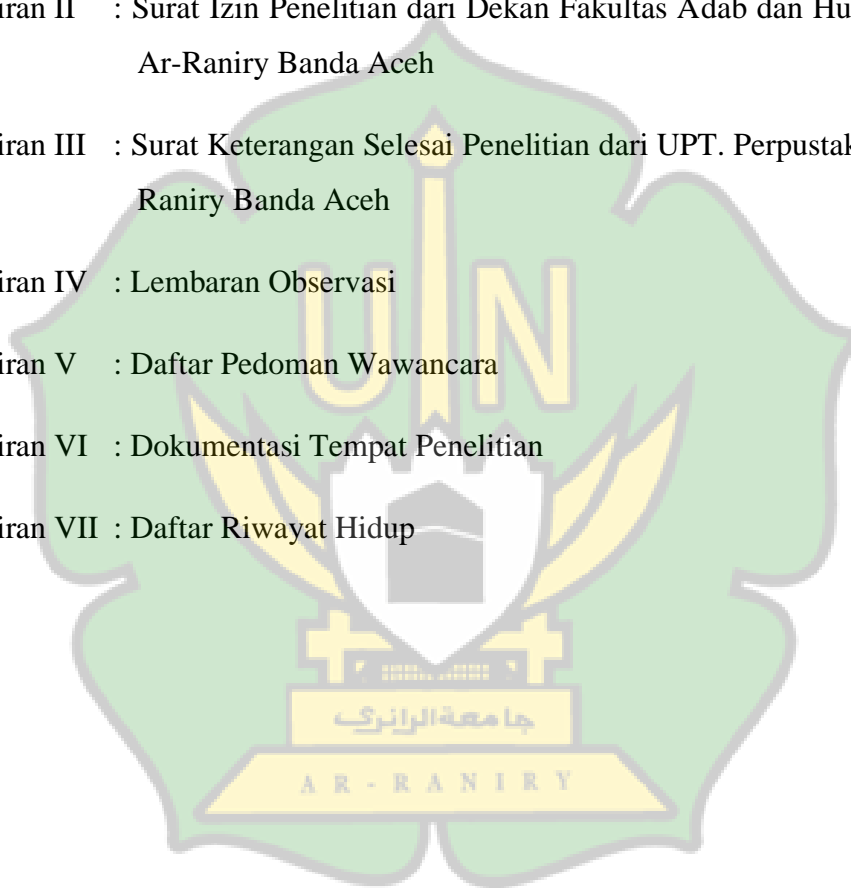 iran II : Surat Izin Penelitian dari Dekan Fakultas Adab dan Hu
Ar-Raniry Banda Aceh
iran III : Surat Keterangan Selesai Penelitian dari UPT. Perpustak
Raniry Banda Aceh
iran IV : Lembaran Observasi
iran V : Daftar Pedoman Wawancara
iran VI : Dokumentasi Tempat Penelitian
iran VII : Daftar Riwayat Hidup
UIN
جامعة الرانري
AR-RANIRY